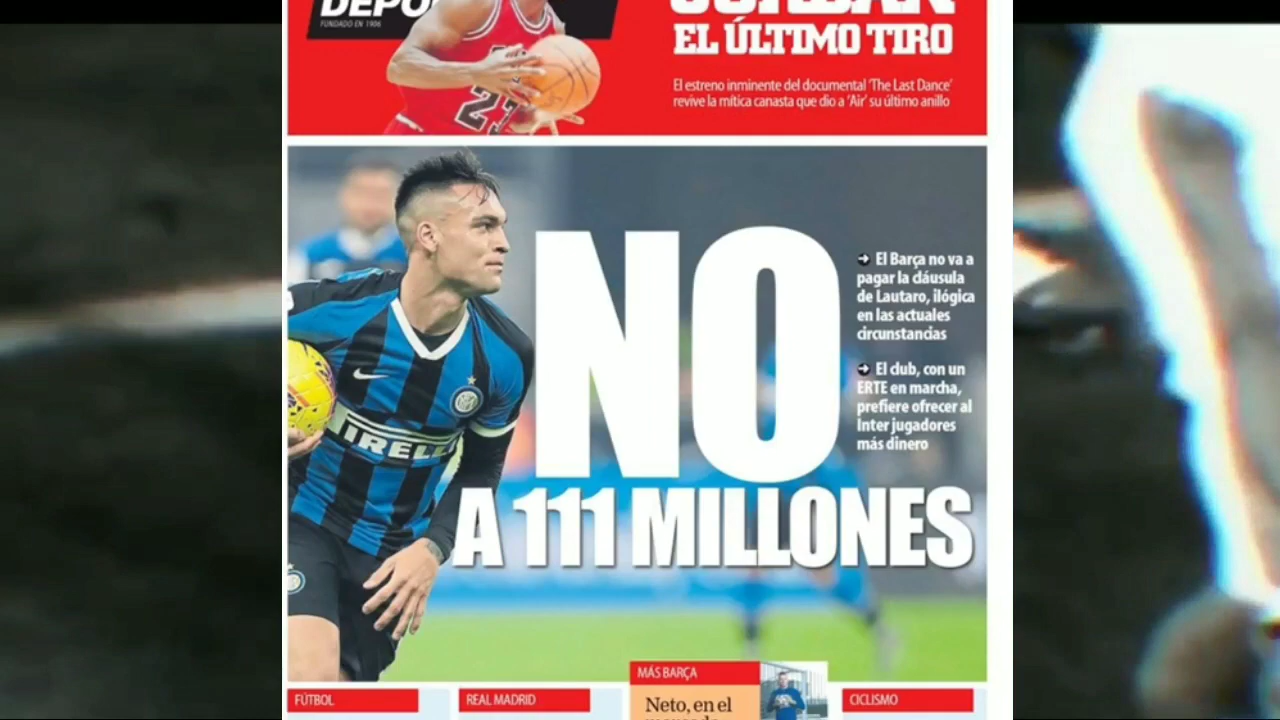 FUNDADO EN 1906
EL ÚLTIMO TIRO
El estreno inminente del documental 'The Last Dance'
revive la mítica canasta que dio a 'Air' su último anillo
23
NO
A 111 MILLONES
➔ El Barça no va a
pagar la cláusula
de Lautaro, ilógica
en las actuales
circunstancias
➔ El club, con un
ERTE en marcha,
prefiere ofrecer al
Inter jugadores
más dinero
PIRELLI
MÁS BARÇA
FÚTBOL
REAL MADRID
Neto, en el
CICLISMO